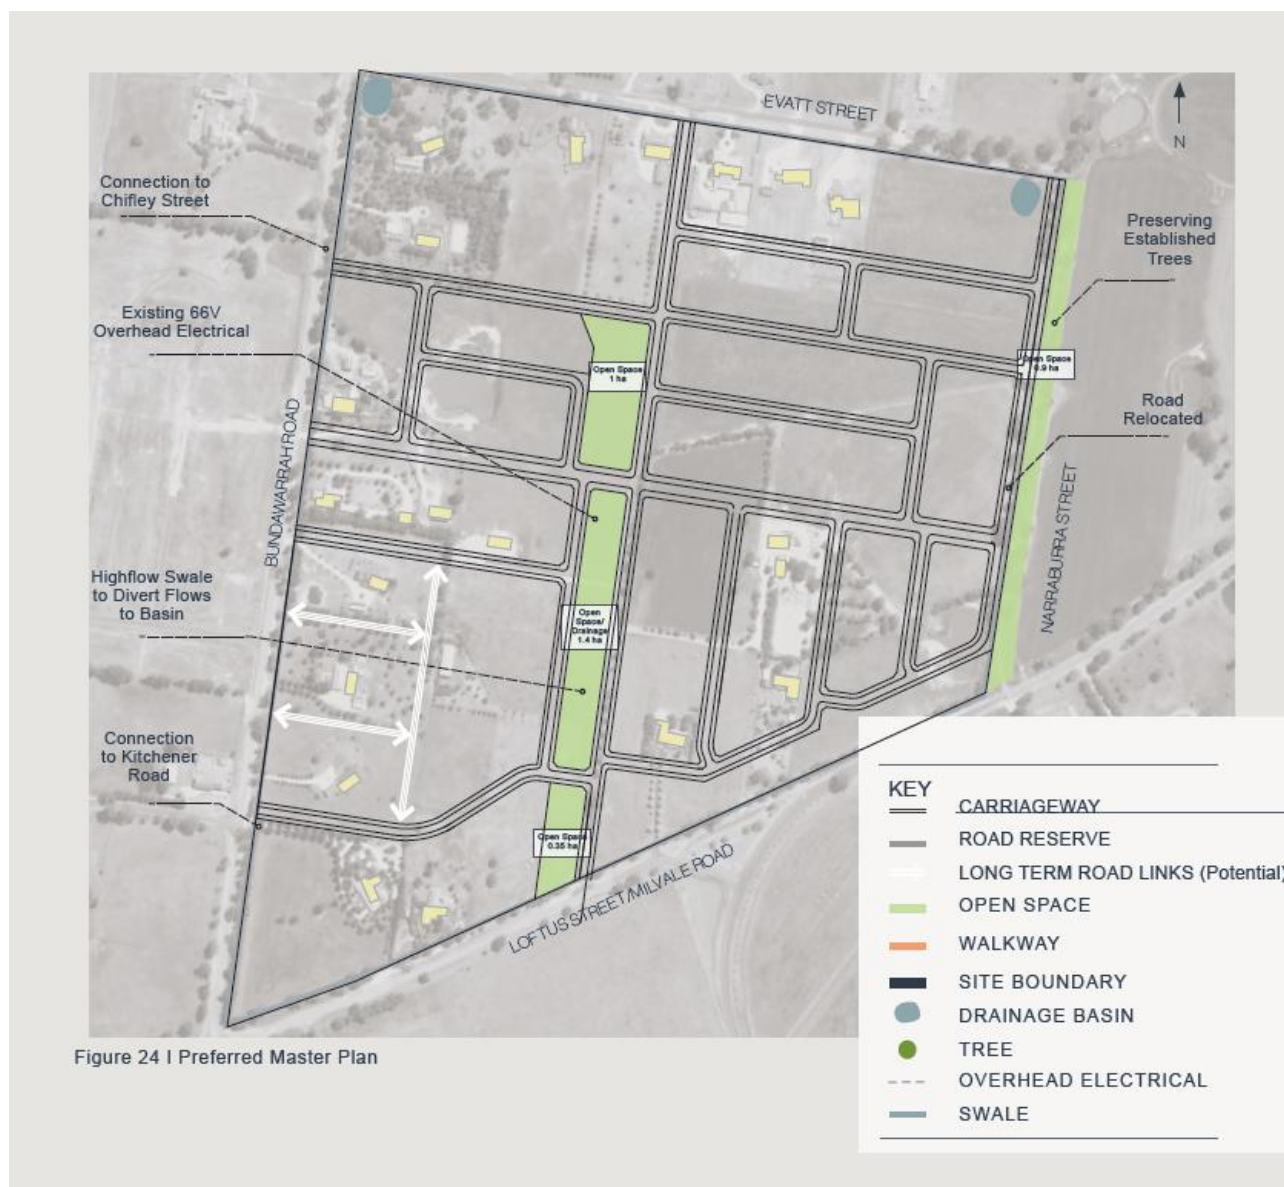 EVATT STREET
N
Connection to
Chifley Street
Preserving
Established
Trees
Existing 66V
Overhead Electrical
Open Space
1 ha
Open Space
0.9 ha
Road
Relocated
BUNDAWARRAH ROAD
NARRABURRA STREET
Highflow Swale
to Divert Flows
to Basin
Open
Space/
Drainage
1.4 ha
Connection
to Kitchener
Road
Open Space
0.35 ha
LOFTUS STREET/MILVALE ROAD
KEY
CARRIAGEWAY
ROAD RESERVE
LONG TERM ROAD LINKS (Potential)
OPEN SPACE
WALKWAY
SITE BOUNDARY
DRAINAGE BASIN
TREE
OVERHEAD ELECTRICAL
SWALE
Figure 24 I Preferred Master Plan